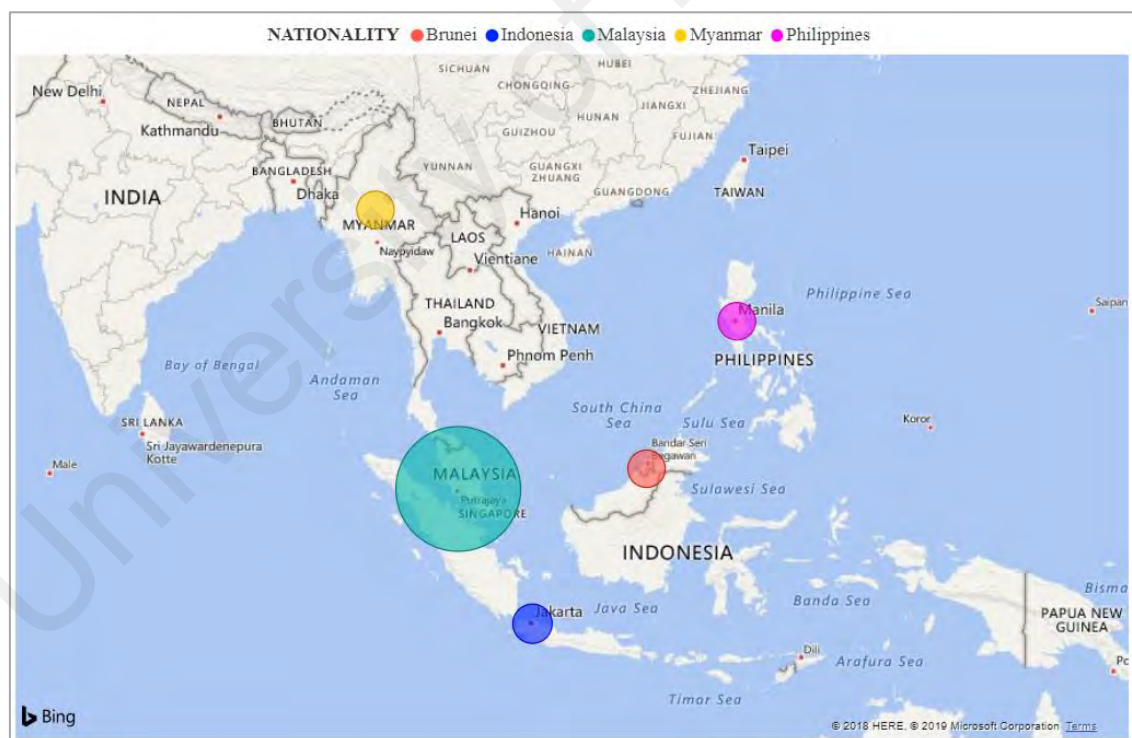 NATIONALITY Brunei Indonesia Malaysia Myanmar Philippines
SICHUAN
HUBEI
CHONGQING
ZHEJIANG
New Delhi
NEPAL
JIANGXI
HUNAN
Kathmandu
BHUTAN
GUIZHOU
FUJIAN
Taipei
YUNNAN
GUANGXI
ZHUANG
BANGLADESH
INDIA
Dhaka
GUANGDONG
TAIWAN
MYANMAR
Hanoi
LAOS
Naypyidaw
HAINAN
Vientiane
Philippine Sea
THAILAND
Manila
Saipan
Bangkok
VIETNAM
Phnom Penh
PHILIPPINES
Bay of Bengal
Andaman
Sea
South China
Sea
Sulu Sea
SRI LANKA
Koror
Sri Jayawardenepura
Kotte
Bandar Seri
Begawan
Male
MALAYSIA
Sulawesi Sea
Putrajaya
SINGAPORE
INDONESIA
Bisma
Jakarta
Java Sea
Banda Sea
PAPUA NEW
GUINEA
Dili
Arafura Sea
Po
Timor Sea
Bing
© 2018 HERE, © 2019 Microsoft Corporation Terms
University of